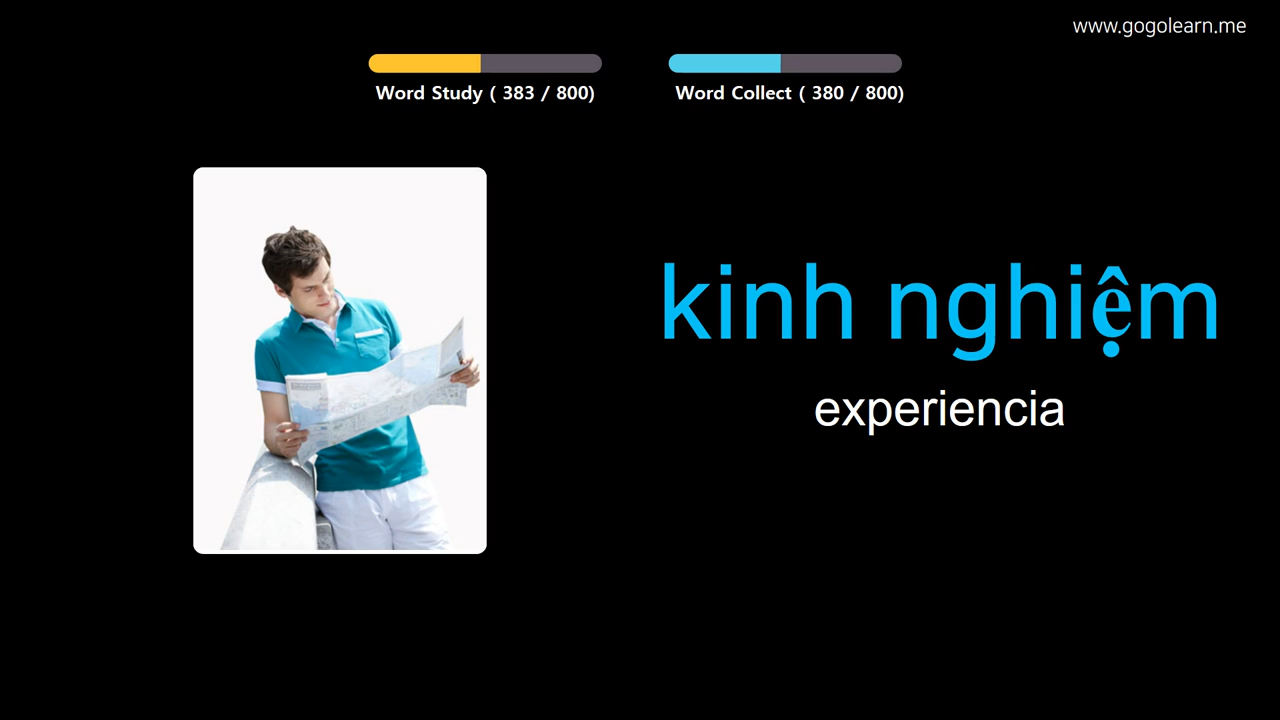 www.gogolearn.me
Word Study ( 383 / 800)
Word Collect ( 380 / 800)
kinh nghiệm
experiencia